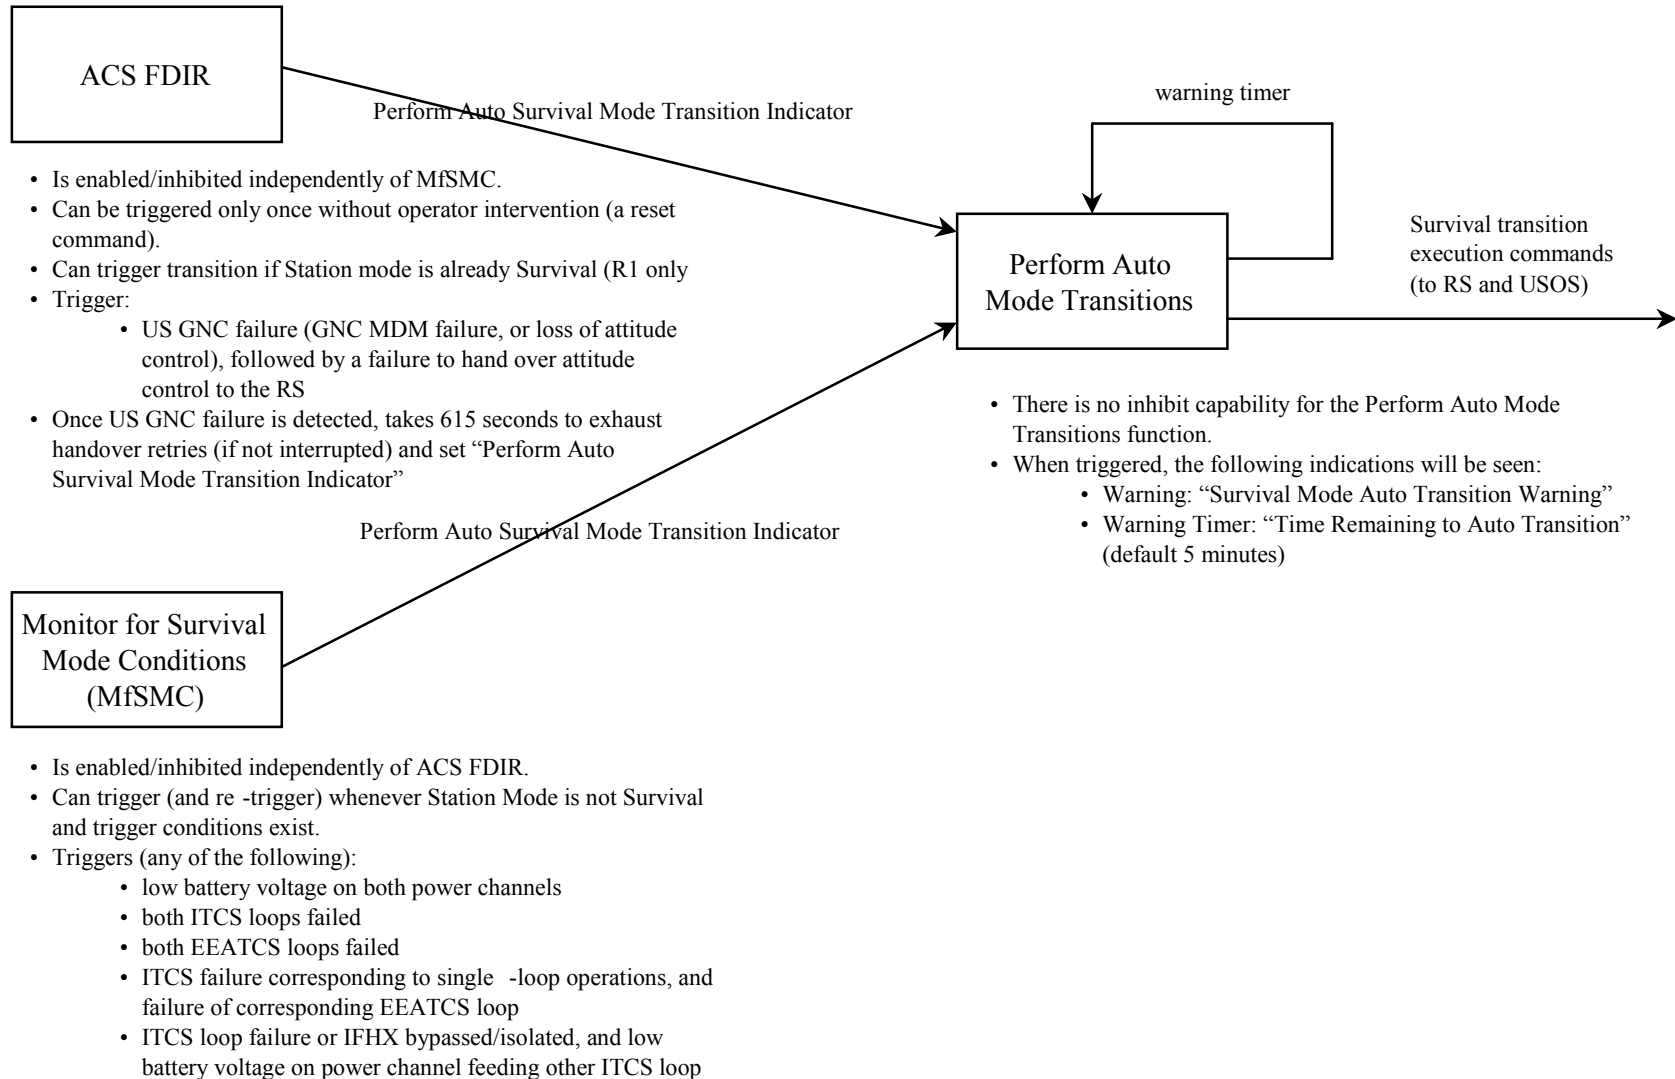 ACS FDIR
Perform Auto Survival Mode Transition Indicator
• Is enabled/inhibited independently of MfSMC.
• Can be triggered only once without operator intervention (a reset
command).
• Can trigger transition if Station mode is already Survival (R1 only
• Trigger:
• US GNC failure (GNC MDM failure, or loss of attitude
control), followed by a failure to hand over attitude
control to the RS
• Once US GNC failure is detected, takes 615 seconds to exhaust
handover retries (if not interrupted) and set “Perform Auto
Survival Mode Transition Indicator”
Perform Auto Survival Mode Transition Indicator
Monitor for Survival
Mode Conditions
(MfSMC)
• Is enabled/inhibited independently of ACS FDIR.
• Can trigger (and re -trigger) whenever Station Mode is not Survival
and trigger conditions exist.
• Triggers (any of the following):
• low battery voltage on both power channels
• both ITCS loops failed
• both EEATCS loops failed
• ITCS failure corresponding to single -loop operations, and
failure of corresponding EEATCS loop
• ITCS loop failure or IFHX bypassed/isolated, and low
battery voltage on power channel feeding other ITCS loop
warning timer
Perform Auto
Mode Transitions
Survival transition
execution commands
(to RS and USOS)
• There is no inhibit capability for the Perform Auto Mode
Transitions function.
• When triggered, the following indications will be seen:
• Warning: “Survival Mode Auto Transition Warning”
• Warning Timer: “Time Remaining to Auto Transition”
(default 5 minutes)